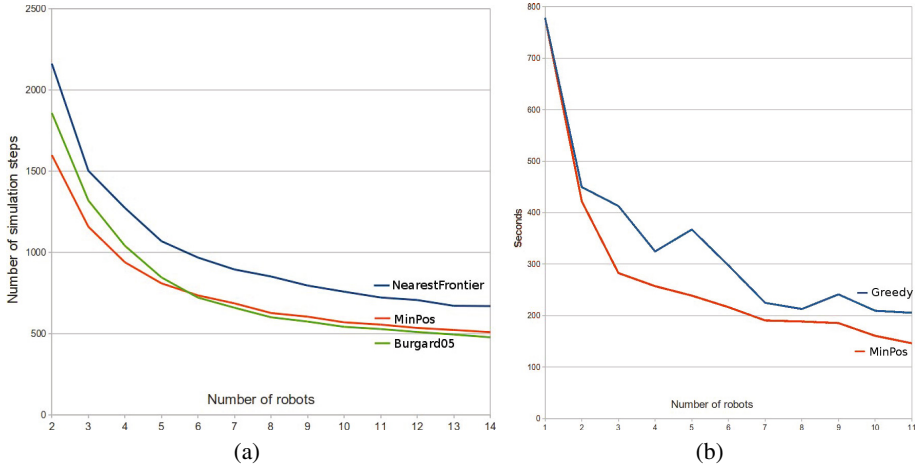 2500
2000
1500
1000
500
0
Number of simulation steps
NearestFrontier
MinPos
Burgard05
Number of robots
2 3 4 5 6 7 8 9 10 11 12 13 14
(a)
800
700
600
500
400
300
200
100
0
Seconds
Greedy
MinPos
Number of robots
1 2 3 4 5 6 7 8 9 10 11
(b)